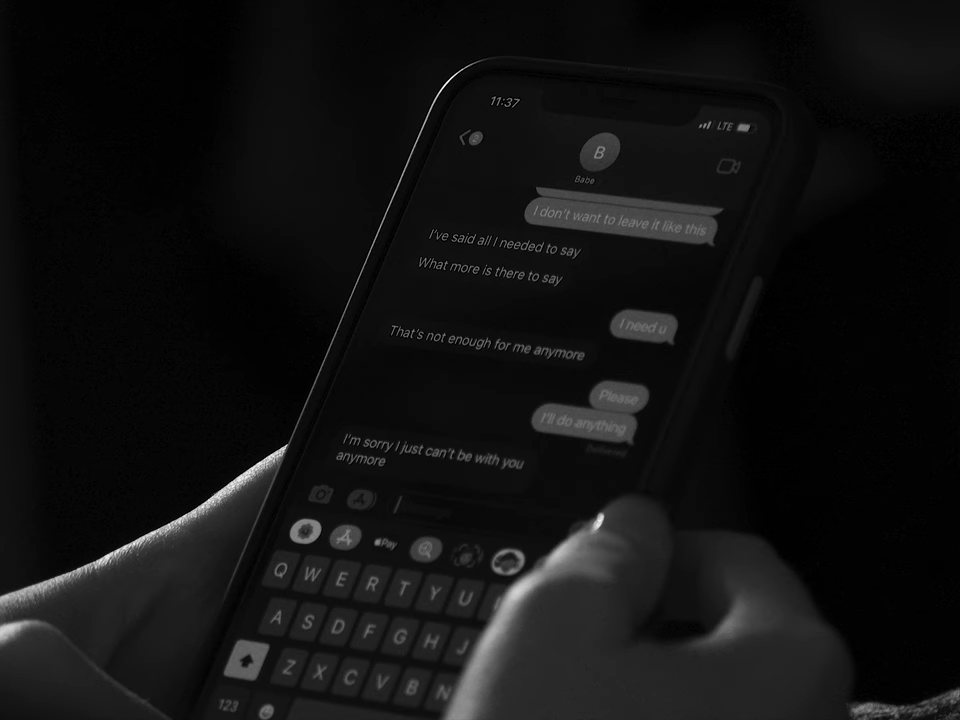 11:37
LTE
B
Babe
I don't want to leave it like this
I've said all I needed to say
What more is there to say
I need u
That's not enough for me anymore
Please
I'll do anything
Delivered
I'm sorry I just can't be with you
anymore
Pay
Q W E R T Y U
A S D F G H J
Z X C V B N
123